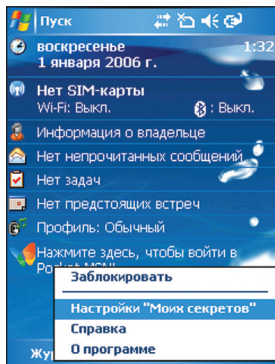 Пуск
воскресенье 1:32
1 января 2006 г.
Нет SIM-карты
Wi-Fi: Выкл. : Выкл.
Информация о владельце
Нет непрочитанных сообщений
Нет задач
Нет предстоящих встреч
Профиль: Обычный
Нажмите здесь, чтобы войти в
Pocket MSN!
Заблокировать
Настройки "Моих секретов"
Справка
О программе